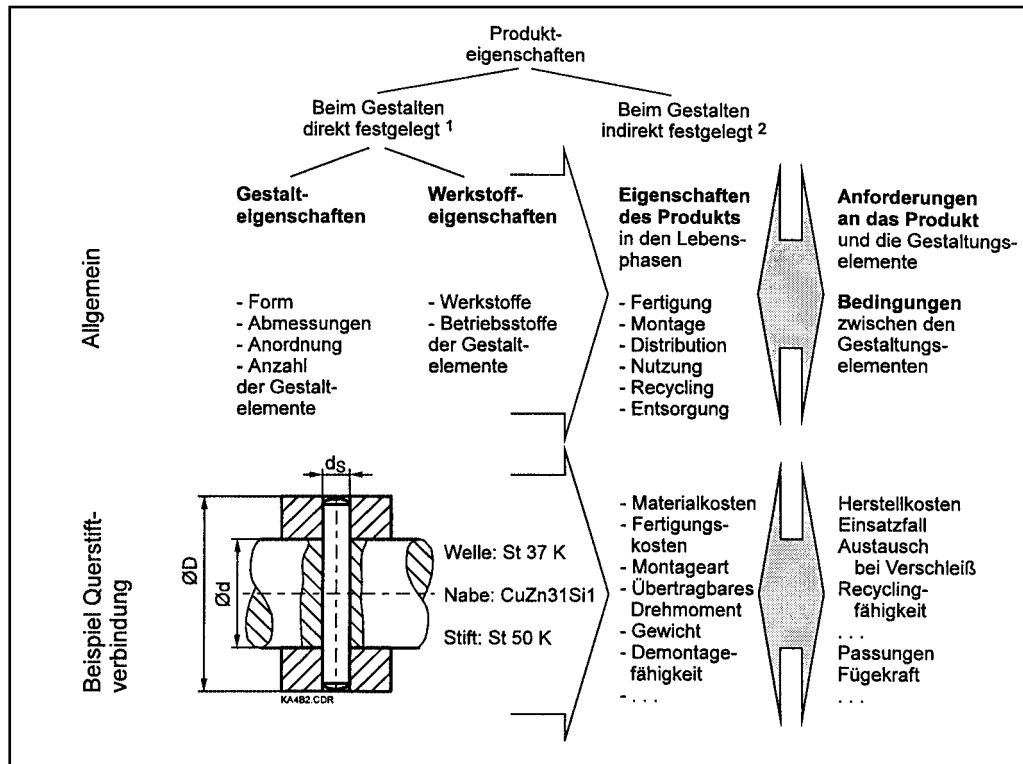 Produkt-
eigenschaften
Beim Gestalten
direkt festgelegt 1
Beim Gestalten
indirekt festgelegt 2
Allgemein
Gestalt-
eigenschaften
- Form
- Abmessungen
- Anordnung
- Anzahl
der Gestalt-
elemente
Werkstoff-
eigenschaften
- Werkstoffe
- Betriebsstoffe
der Gestalt-
elemente
Eigenschaften
des Produkts
in den Lebens-
phasen
- Fertigung
- Montage
- Distribution
- Nutzung
- Recycling
- Entsorgung
Anforderungen
an das Produkt
und die Gestaltungs-
elemente
Bedingungen
zwischen den
Gestaltungs-
elementen
Beispiel Querstift-
verbindung
dS
ØD
Ød
KA4B2.CDR
Welle: St 37 K
Nabe: CuZn31Si1
Stift: St 50 K
- Materialkosten
- Fertigungs-
kosten
- Montageart
- Übertragbares
Drehmoment
- Gewicht
- Demontage-
fähigkeit
- . . .
Herstellkosten
Einsatzfall
Austausch
bei Verschleiß
Recycling-
fähigkeit
. . .
Passungen
Fügekraft
. . .